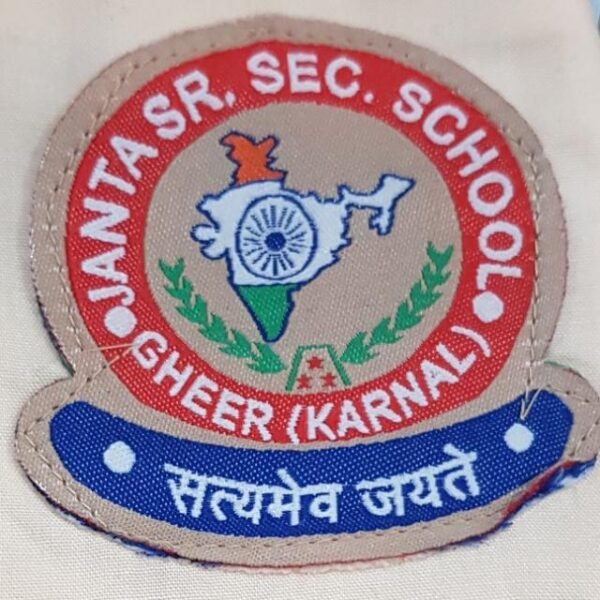 JANTA SR. SEC. SCHOOL
GHEER (KARNAL)
सत्यमेव जयते